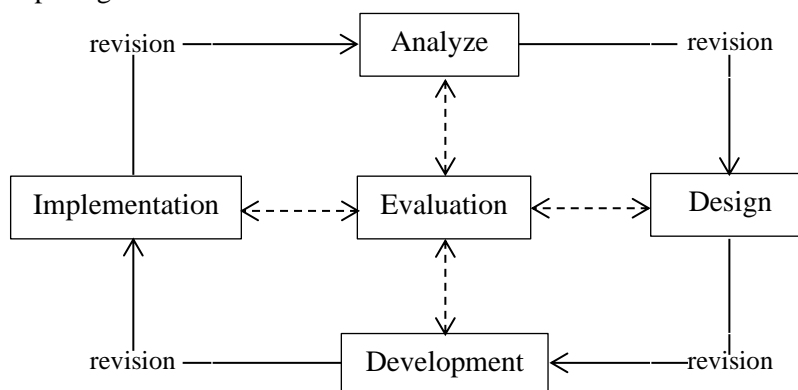 revision Analyze revision
Implementation Evaluation Design
revision Development revision